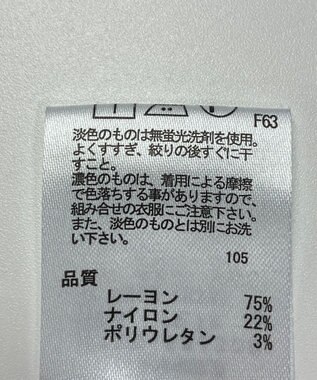 F63
淡色のものは無蛍光洗剤を使用。
よくすすぎ、絞りの後すぐに干
すこと。
濃色のものは、着用による摩擦
で色落ちする事がありますので、
組み合せの衣服にご注意下さい。
また、淡色のものとは別にお洗
い下さい。
105
品質
レーヨン 75%
ナイロン 22%
ポリウレタン 3%